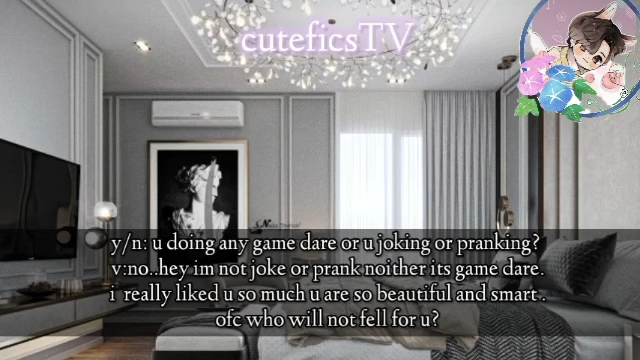 cuteficsTV
y/n: u doing any game dare or u joking or pranking?
v:no..hey im not joke or prank noither its game dare.
i really liked u so much u are so beautiful and smart .
ofc who will not fell for u?